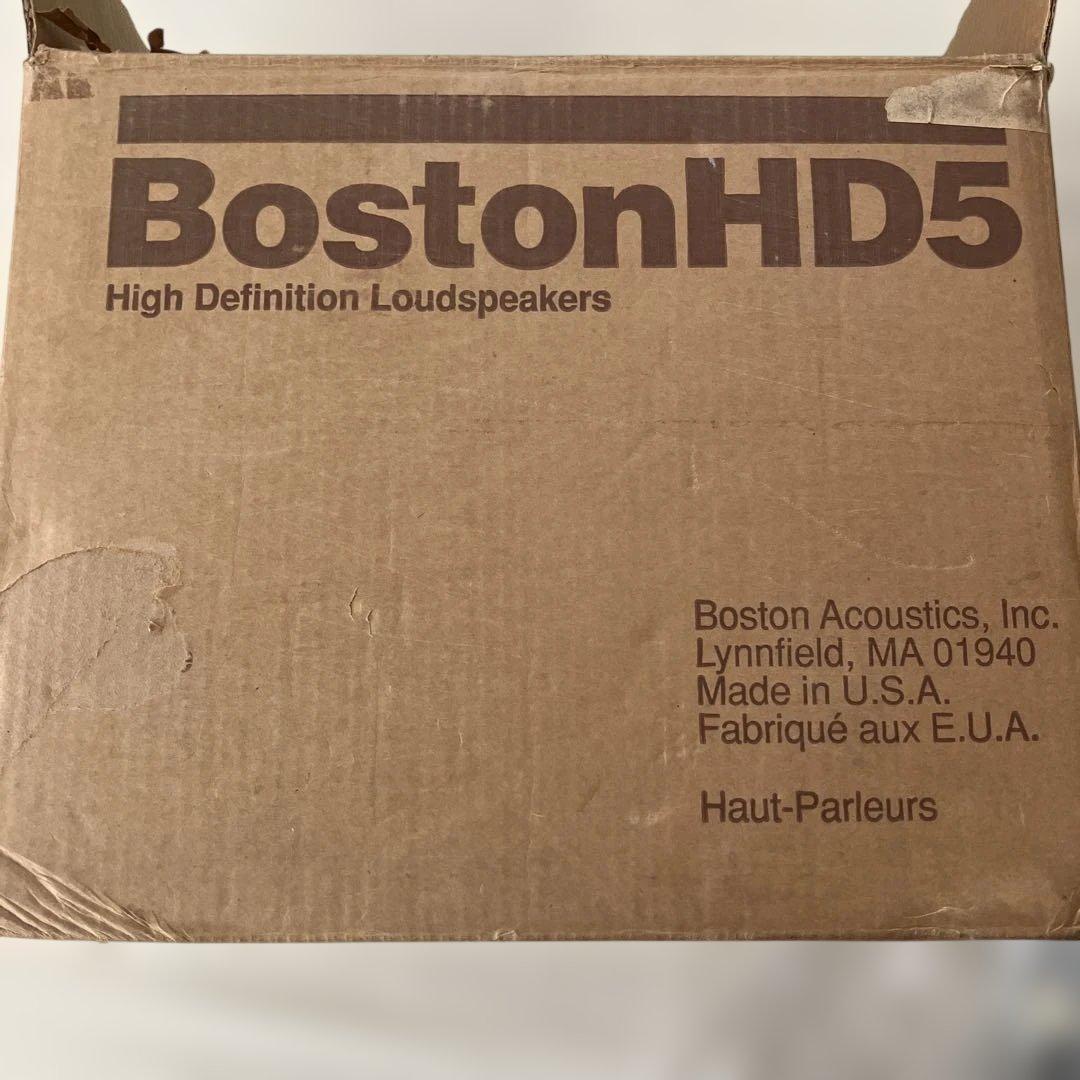 BostonHD5
High Definition Loudspeakers
Boston Acoustics, Inc.
Lynnfield, MA 01940
Made in U.S.A.
Fabriqué aux E.U.A.
Haut-Parleurs